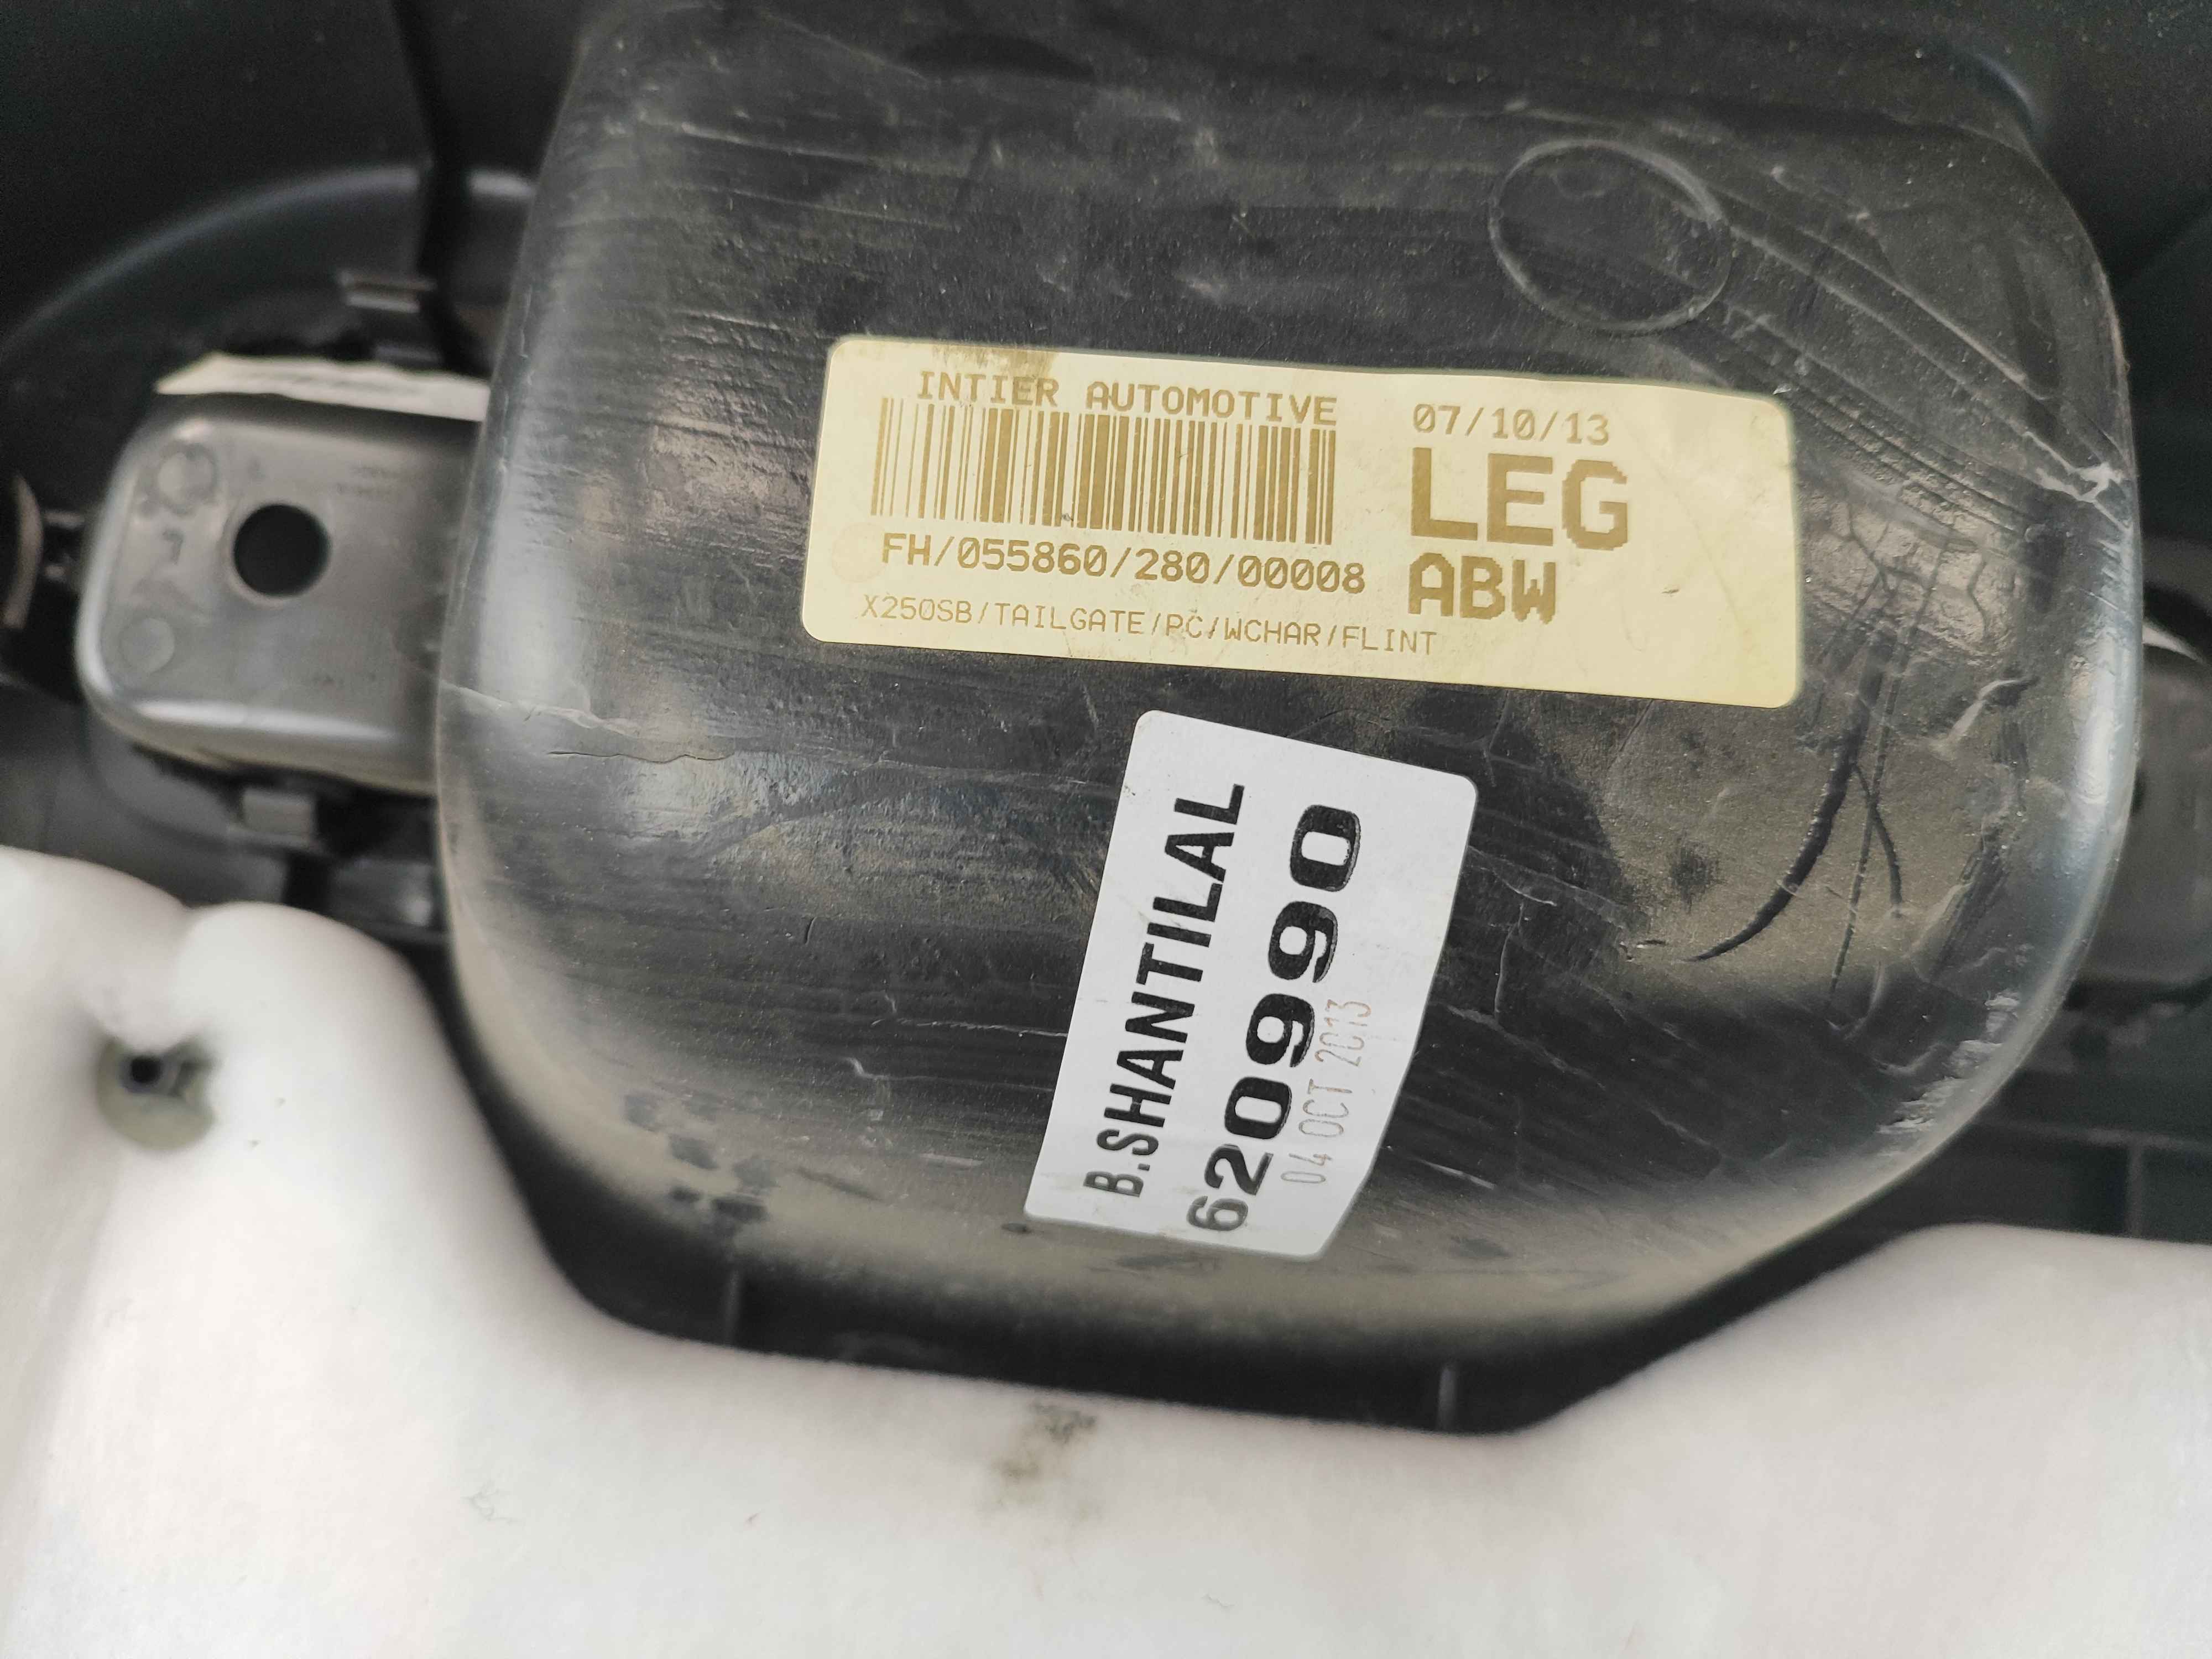 INTIER AUTOMOTIVE
07/10/13
LEG
FH/055860/280/00008
ABW
X250SB/TAILGATE/PC/WCHAR/FLINT
B.SHANTILAL
620990
04 OCT 2013